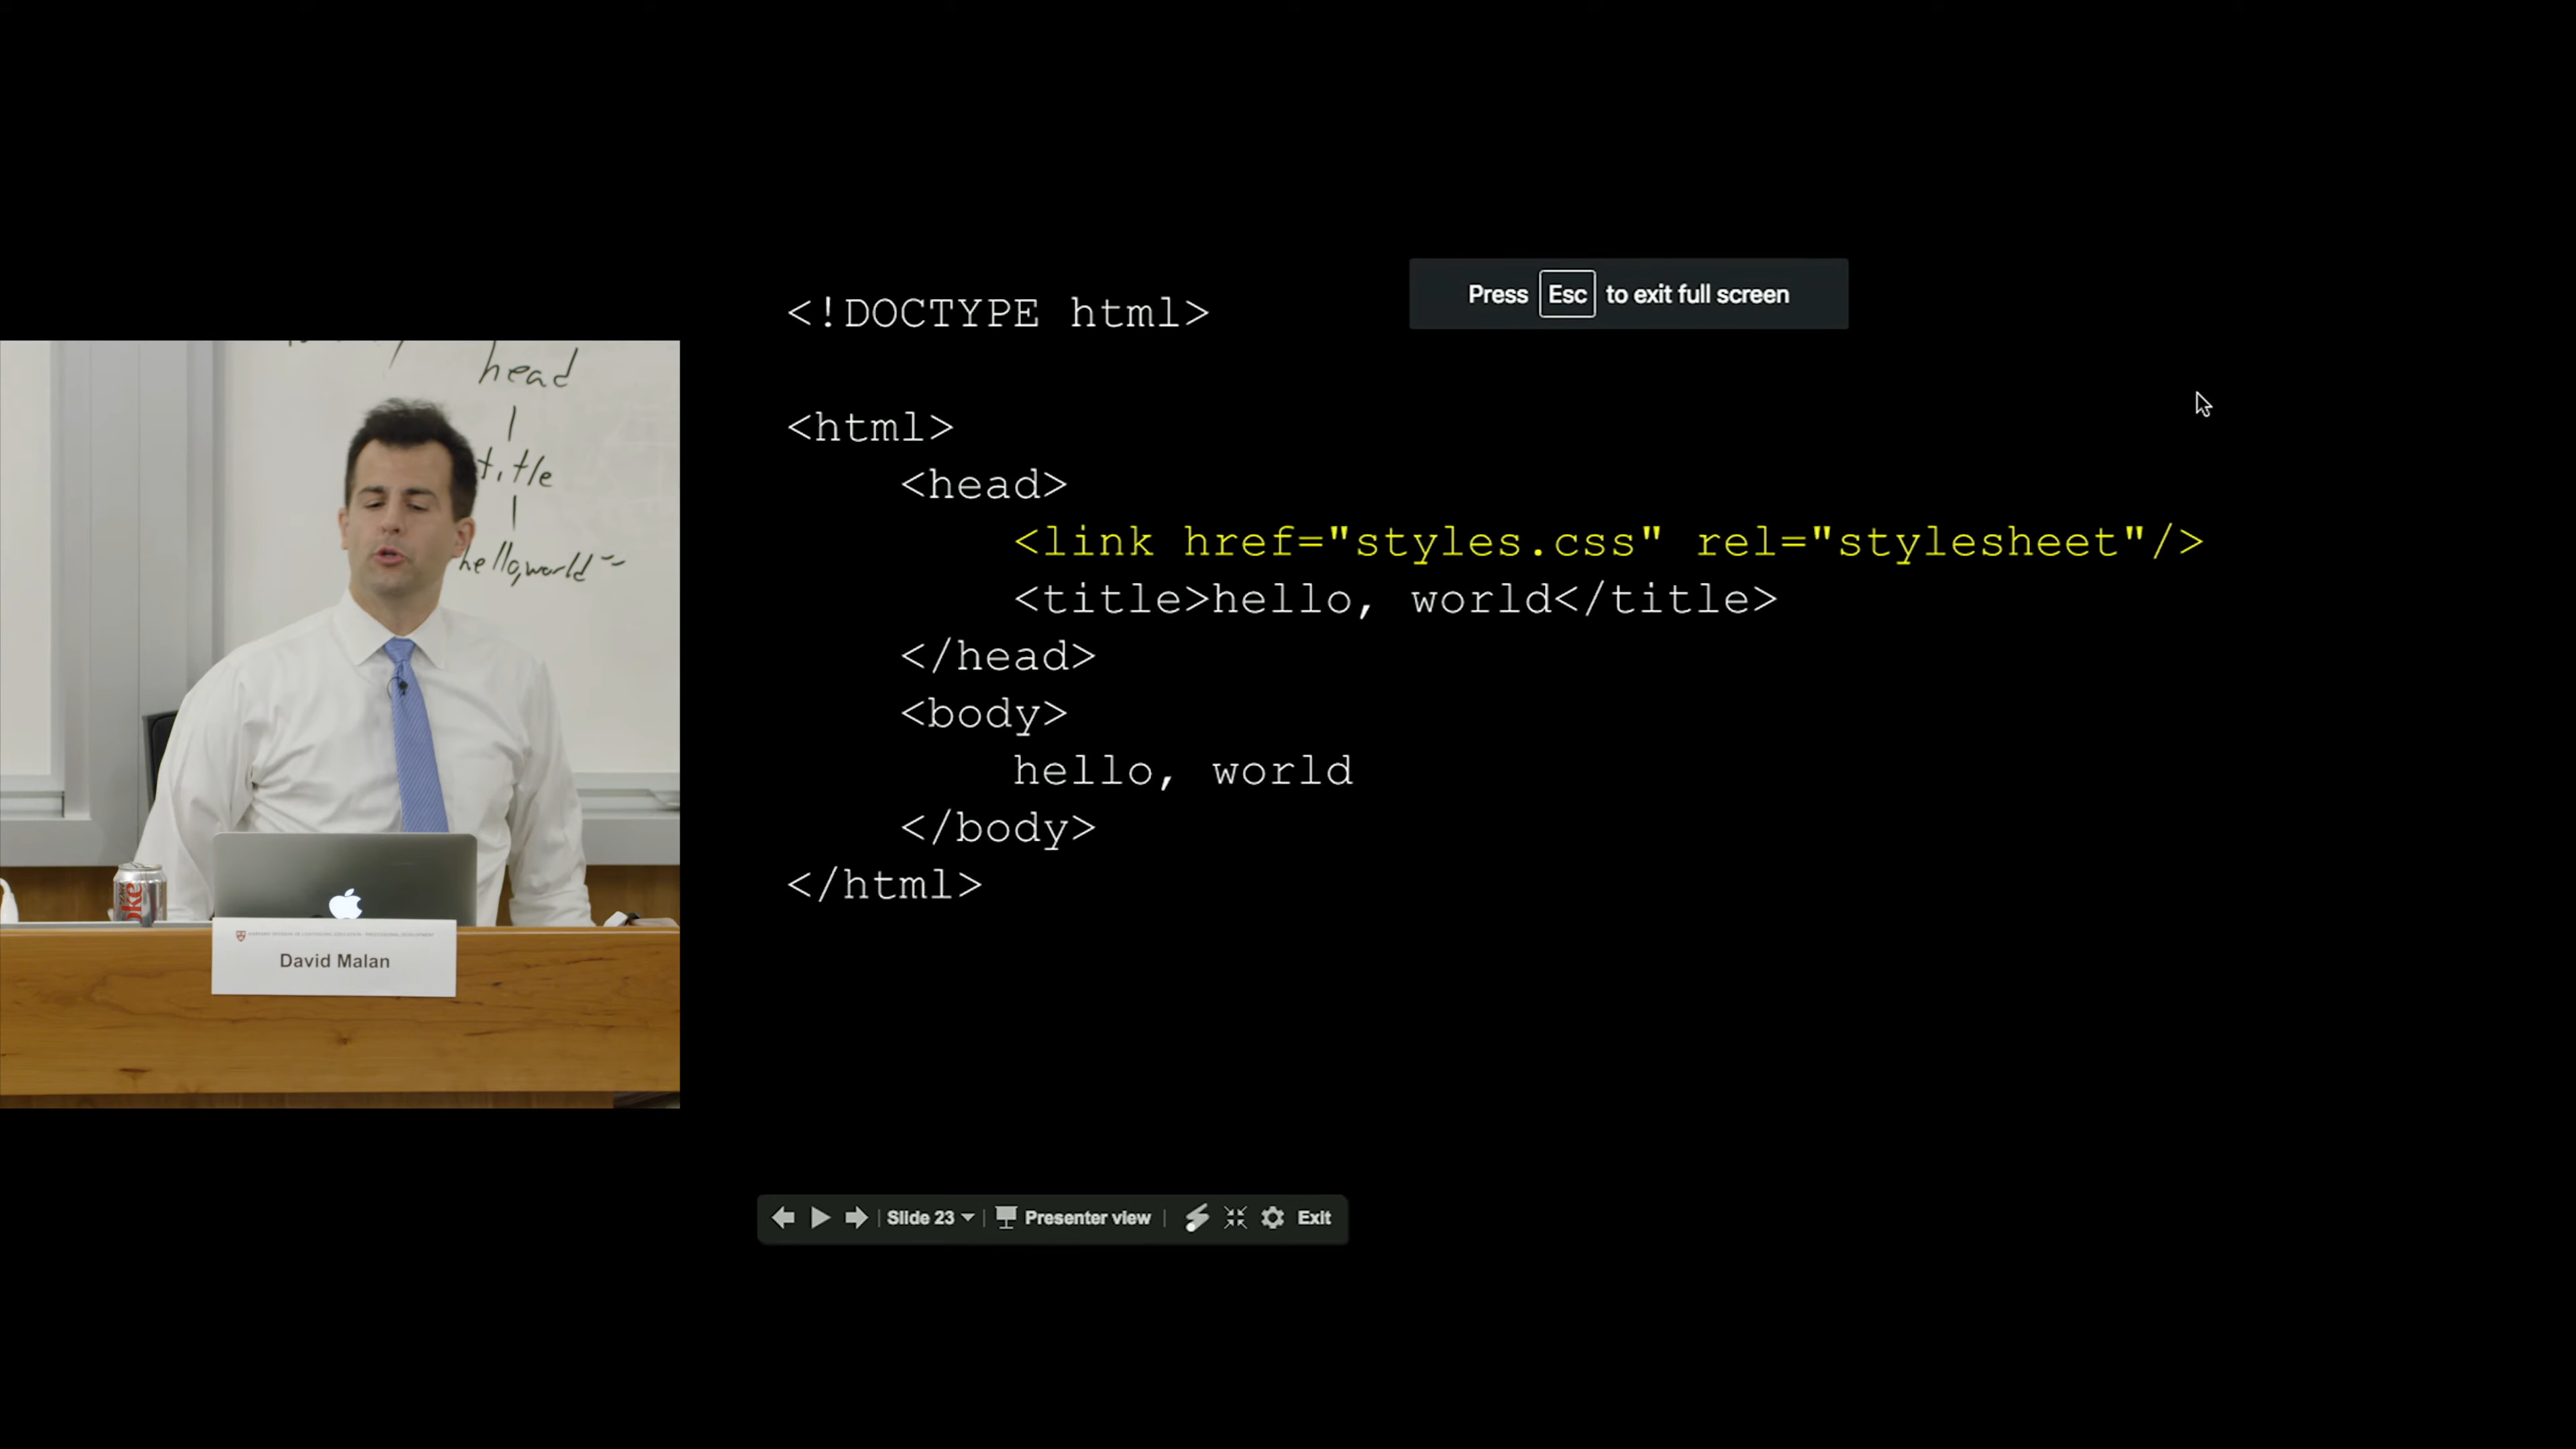 head
title
hello, world
oke
David Malan
<!DOCTYPE html>
Press Esc to exit full screen
<html>
<head>
<link href="styles.css" rel="stylesheet"/>
<title>hello, world</title>
</head>
<body>
hello, world
</body>
</html>
Slide 23 Presenter view Exit